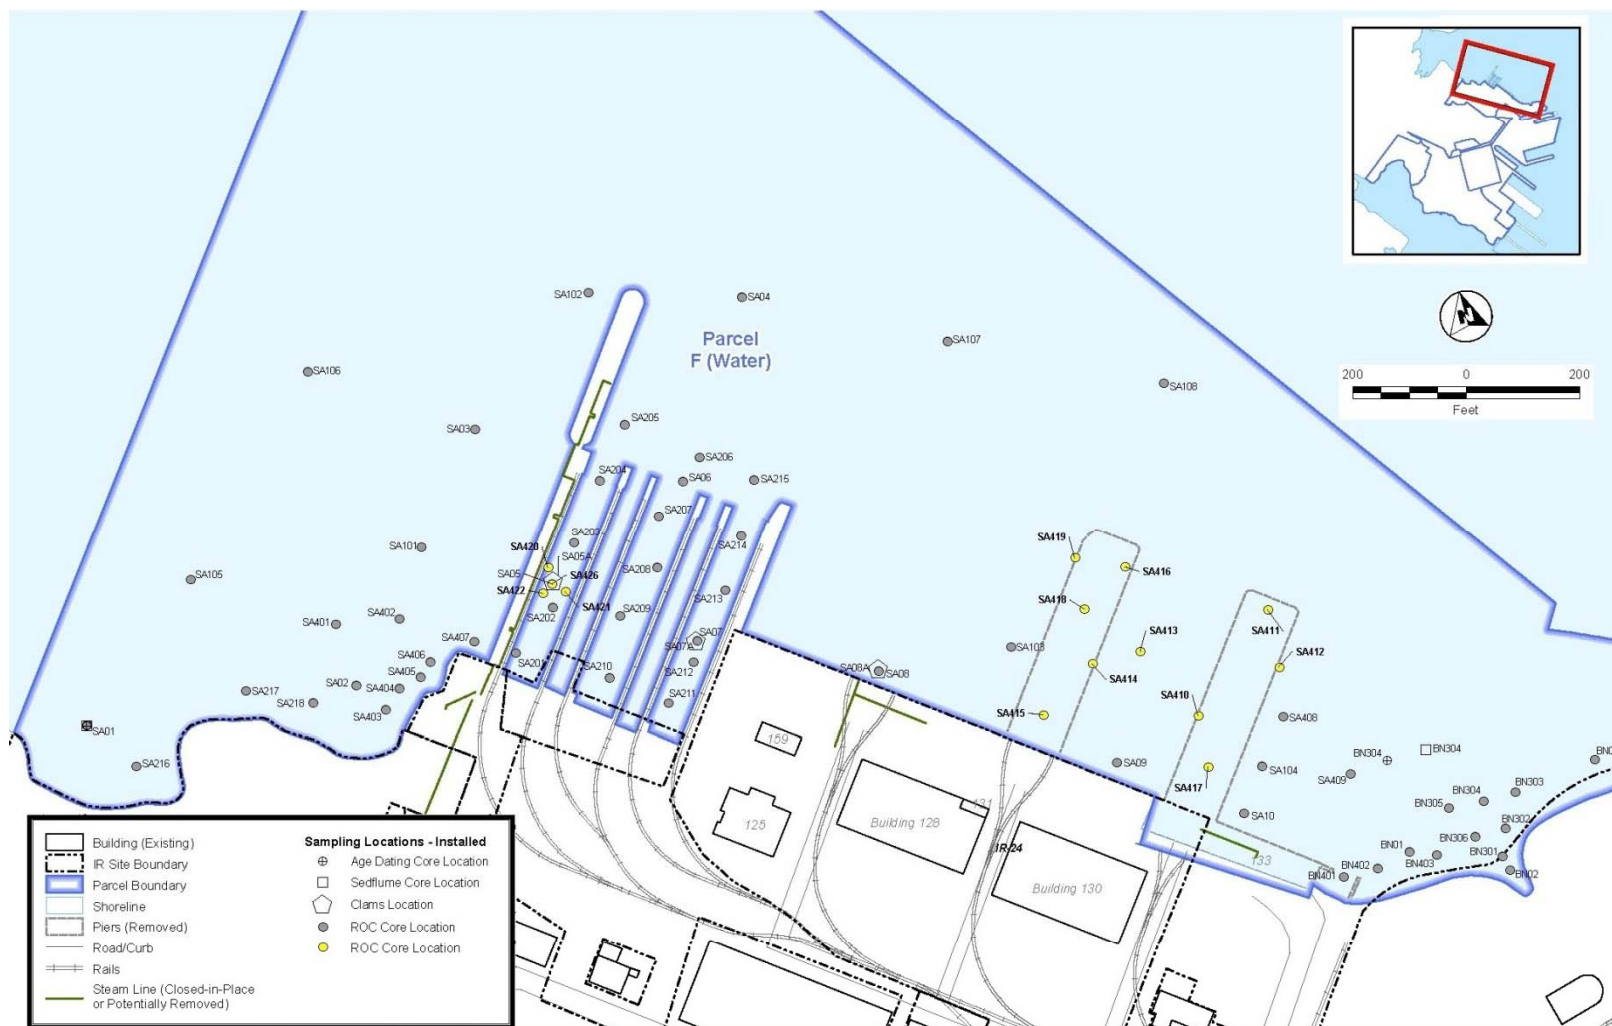 SA102
SA04
Parcel
F (Water)
SA107
SA106
SA108
200
0
200
Feet
N
SA03
SA205
SA206
SA204
SA06
SA215
SA207
SA203
SA214
SA101
SA420
SA05A
SA419
SA05
SA426
SA208
SA416
SA105
SA422
SA213
SA421
SA418
SA411
SA402
SA202
SA209
SA401
SA407
SA07
SA413
SA07A
SA103
SA406
SA201
SA212
SA412
SA405
SA210
SA08A
SA08
SA414
SA02
SA404
SA217
SA218
SA211
SA410
SA403
SA415
SA408
SA01
159
BN304
BN304
SA216
SA09
SA104
SA409
BN303
SA417
BN304
131
BN305
125
Building 128
SA10
BN302
BN306
IR-24
BN01
133
BN403
BN301
BN402
BN401
BN02
Building 130
Building (Existing)
IR Site Boundary
Parcel Boundary
Shoreline
Piers (Removed)
Road/Curb
Rails
Steam Line (Closed-in-Place
or Potentially Removed)
Sampling Locations - Installed
Age Dating Core Location
Sedflume Core Location
Clams Location
ROC Core Location
ROC Core Location